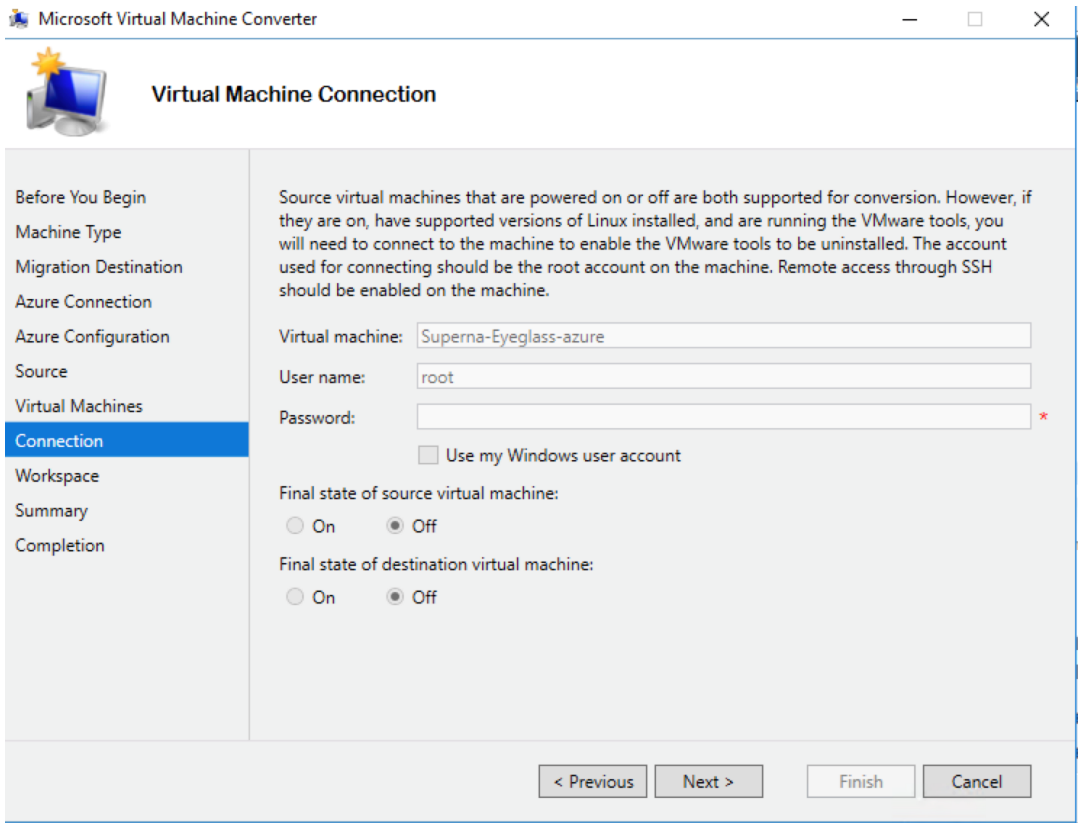 Microsoft Virtual Machine Converter
Virtual Machine Connection
Before You Begin
Machine Type
Migration Destination
Azure Connection
Azure Configuration
Source
Virtual Machines
Connection
Workspace
Summary
Completion
Source virtual machines that are powered on or off are both supported for conversion. However, if
they are on, have supported versions of Linux installed, and are running the VMware tools, you
will need to connect to the machine to enable the VMware tools to be uninstalled. The account
used for connecting should be the root account on the machine. Remote access through SSH
should be enabled on the machine.
Virtual machine: Superna-Eyeglass-azure
User name: root
Password: *
Use my Windows user account
Final state of source virtual machine:
On Off
Final state of destination virtual machine:
On Off
< Previous Next > Finish Cancel